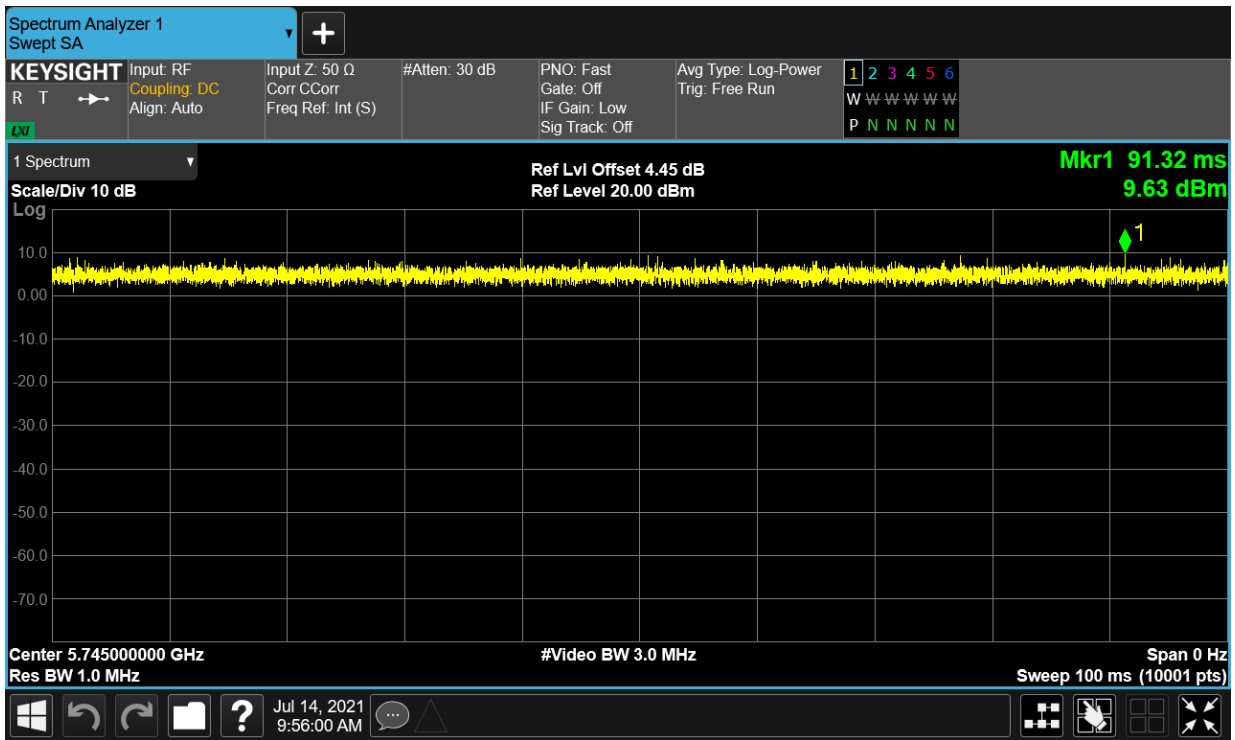 Spectrum Analyzer 1
Swept SA
▼
+
KEYSIGHT
R T
LXI
Input: RF
Coupling: DC
Align: Auto
Input Z: 50 Ω
Corr CCorr
Freq Ref: Int (S)
#Atten: 30 dB
PNO: Fast
Gate: Off
IF Gain: Low
Sig Track: Off
Avg Type: Log-Power
Trig: Free Run
1 2 3 4 5 6
W W W W W W
P N N N N N
1 Spectrum ▼
Scale/Div 10 dB
Log
Ref Lvl Offset 4.45 dB
Ref Level 20.00 dBm
Mkr1 91.32 ms
9.63 dBm
1
10.0
0.00
-10.0
-20.0
-30.0
-40.0
-50.0
-60.0
-70.0
Center 5.745000000 GHz
Res BW 1.0 MHz
#Video BW 3.0 MHz
Span 0 Hz
Sweep 100 ms (10001 pts)
?
Jul 14, 2021
9:56:00 AM